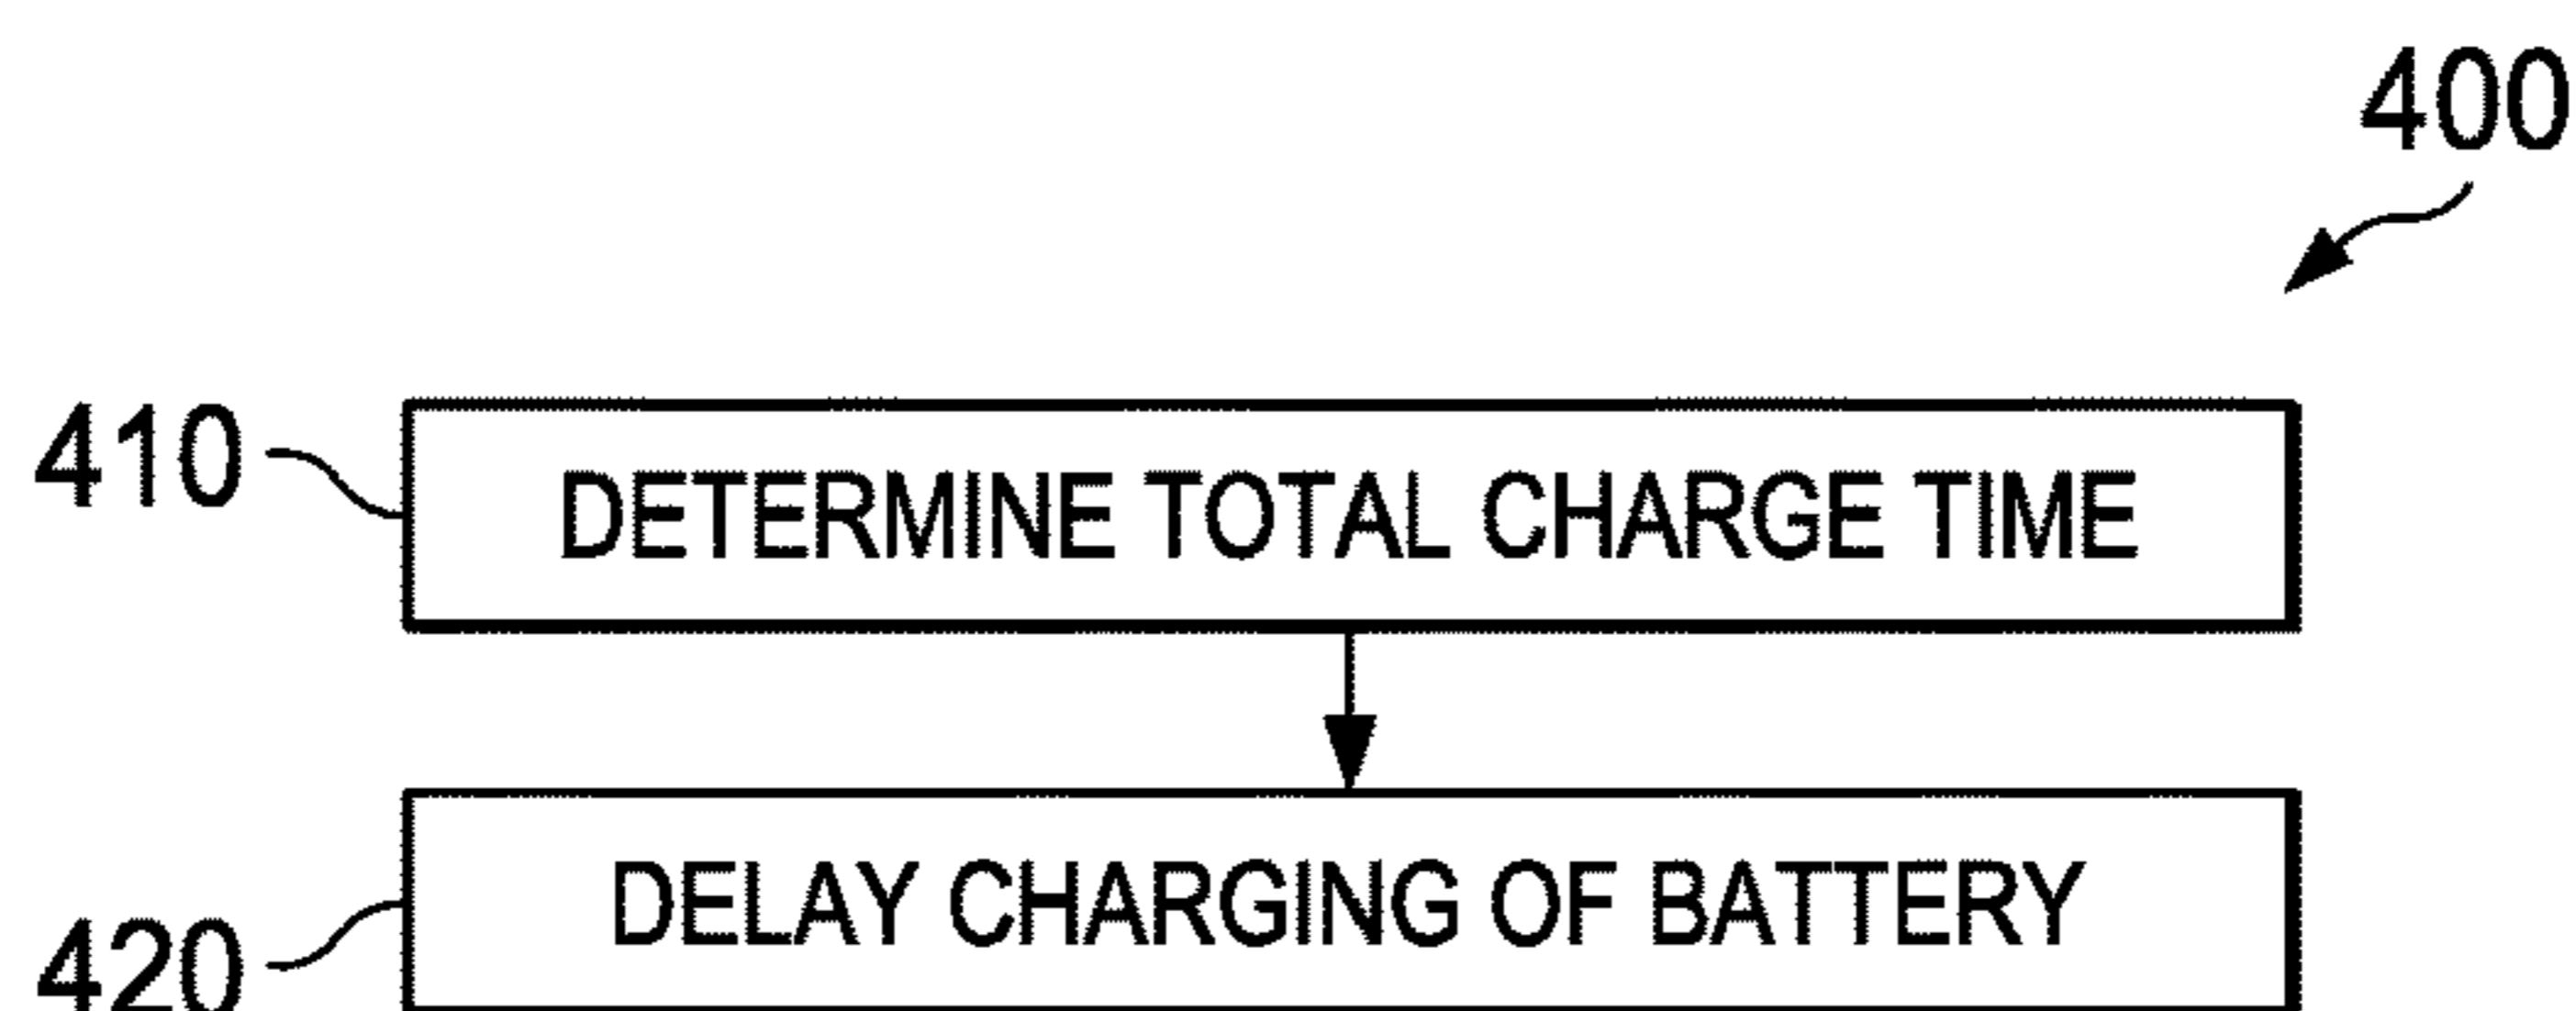 400
410
DETERMINE TOTAL CHARGE TIME
DELAY CHARGING OF BATTERY
420